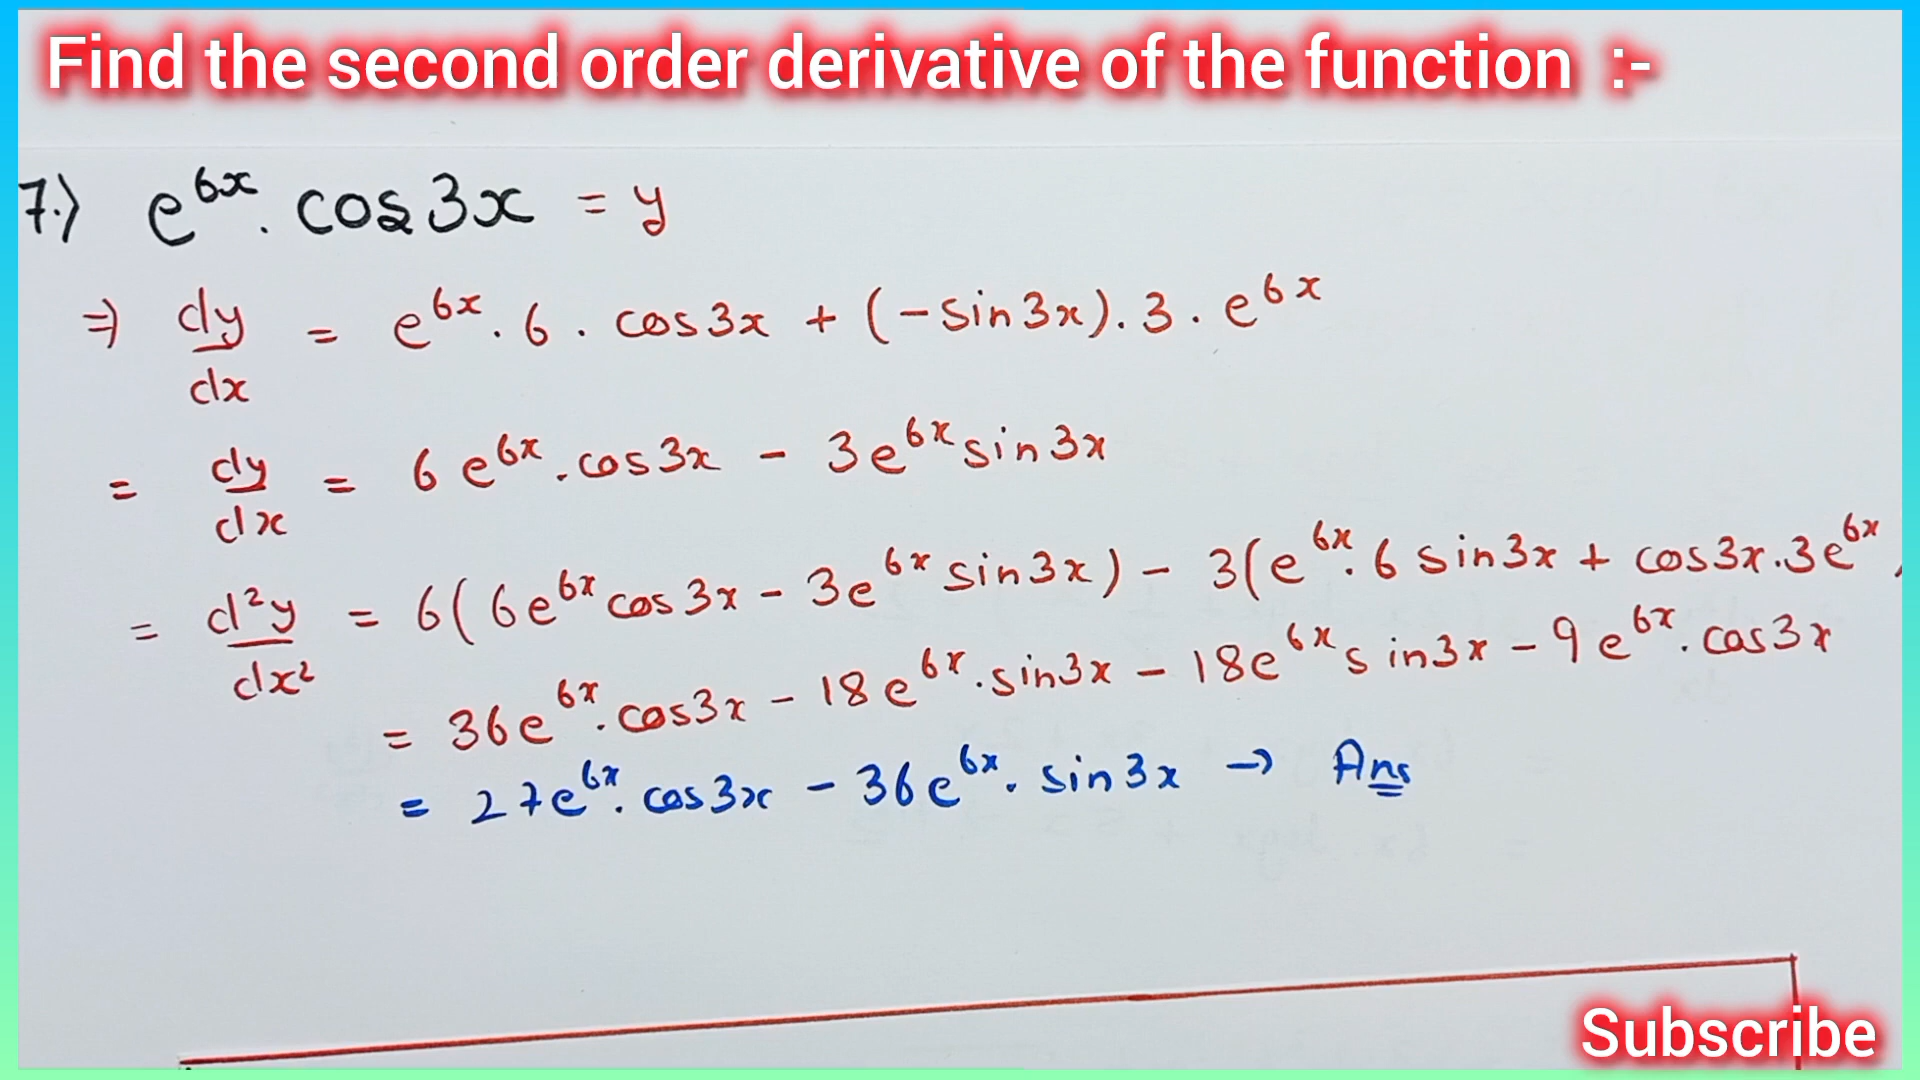 Find the second order derivative of the function :-
7.) e^6x . cos3x = y
⇒ dy/dx = e^6x . 6 . cos3x + (-sin3x) . 3 . e^6x
= dy/dx = 6e^6x . cos3x - 3e^6x sin3x
= d²y/dx² = 6(6e^6x cos3x - 3e^6x sin3x) - 3(e^6x . 6 sin3x + cos3x . 3e^6x)
= 36e^6x . cos3x - 18e^6x . sin3x - 18e^6x sin3x - 9e^6x . cos3x
= 27e^6x . cos3x - 36e^6x . sin3x → Ans
Subscribe